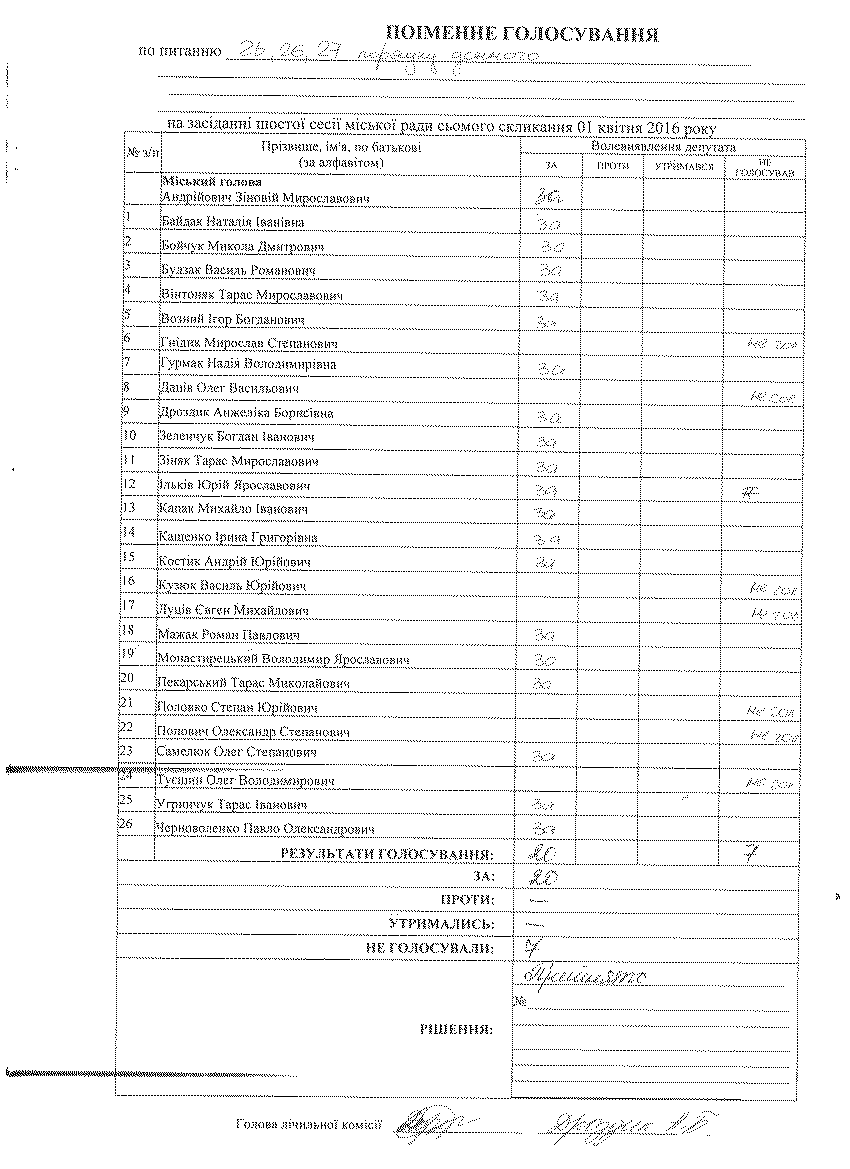 ПОІМЕННЕ ГОЛОСУВАННЯ
по питанню 25, 26, 27 порядку денного
на засіданні шостої сесії міської ради сьомого скликання 01 квітня 2016 року
№ з/п Прізвище, ім'я, по батькові (за алфавітом) Волевиявлення депутата
ЗА ПРОТИ УТРИМАВСЯ НЕ ГОЛОСУВАВ
Міський голова
Андрійович Зіновій Мирославович за
1 Байдак Наталія Іванівна за
2 Бойчук Микола Дмитрович за
3 Будзак Василь Романович за
4 Вінтоняк Тарас Мирославович за
5 Возний Ігор Богданович за
6 Гнідик Мирослав Степанович не гол
7 Гурмак Надія Володимирівна за
8 Даців Олег Васильович не гол
9 Дроздик Анжеліка Борисівна за
10 Зеленчук Богдан Іванович за
11 Зіняк Тарас Мирославович за
12 Ільків Юрій Ярославович за
13 Капак Михайло Іванович за
14 Кащенко Ірина Григорівна за
15 Костик Андрій Юрійович за
16 Кузюк Василь Юрійович не гол
17 Луців Євген Михайлович не гол
18 Мажак Роман Павлович за
19 Монастирецький Володимир Ярославович за
20 Пекарський Тарас Миколайович за
21 Половко Степан Юрійович не гол
22 Попович Олександр Степанович не гол
23 Самелюк Олег Степанович за
24 Тусшин Олег Володимирович не гол
25 Угринчук Тарас Іванович за
26 Черноволенко Павло Олександрович за
РЕЗУЛЬТАТИ ГОЛОСУВАННЯ: 20 7
ЗА: 20
ПРОТИ: —
УТРИМАЛИСЬ: —
НЕ ГОЛОСУВАЛИ: 7
Прийнято
№
РІШЕННЯ:
Голова лічильної комісії Дроздик А.Б.